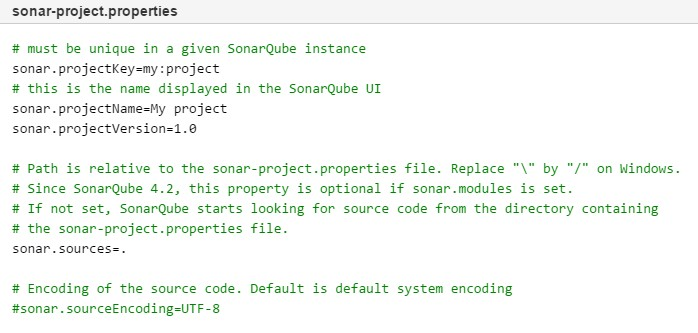 sonar-project.properties
# must be unique in a given SonarQube instance
sonar.projectKey=my:project
# this is the name displayed in the SonarQube UI
sonar.projectName=My project
sonar.projectVersion=1.0
# Path is relative to the sonar-project.properties file. Replace "\" by "/" on Windows.
# Since SonarQube 4.2, this property is optional if sonar.modules is set.
# If not set, SonarQube starts looking for source code from the directory containing
# the sonar-project.properties file.
sonar.sources=.
# Encoding of the source code. Default is default system encoding
#sonar.sourceEncoding=UTF-8